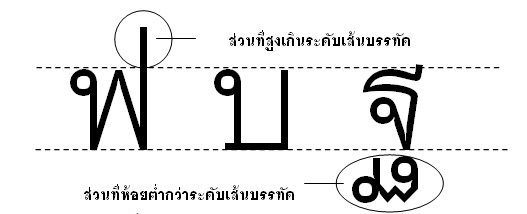 ส่วนที่สูงเกินระดับเส้นบรรทัด
ฟ บ ฐ
ส่วนที่ห้อยต่ำกว่าระดับเส้นบรรทัด